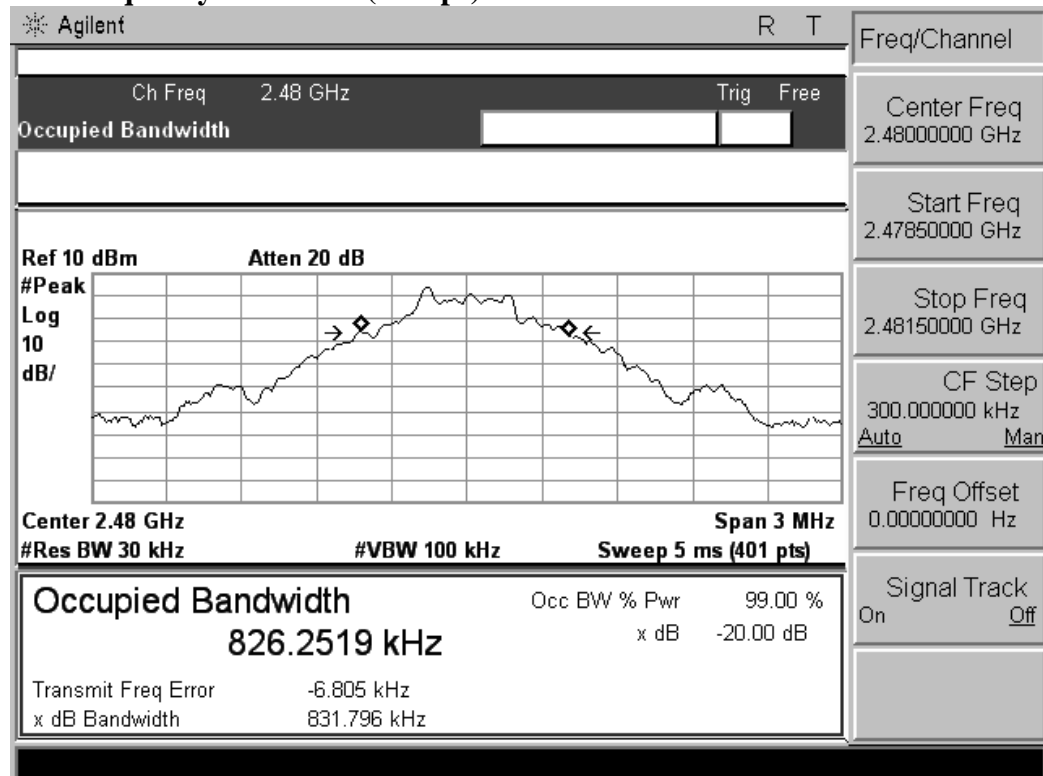 Agilent R T
Ch Freq 2.48 GHz Trig Free
Occupied Bandwidth
Ref 10 dBm Atten 20 dB
#Peak
Log
10
dB/
Center 2.48 GHz Span 3 MHz
#Res BW 30 kHz #VBW 100 kHz Sweep 5 ms (401 pts)
Occupied Bandwidth
826.2519 kHz
Occ BW % Pwr 99.00 %
x dB -20.00 dB
Transmit Freq Error -6.805 kHz
x dB Bandwidth 831.796 kHz
Freq/Channel
Center Freq
2.48000000 GHz
Start Freq
2.47850000 GHz
Stop Freq
2.48150000 GHz
CF Step
300.000000 kHz
Auto Man
Freq Offset
0.00000000 Hz
Signal Track
On Off